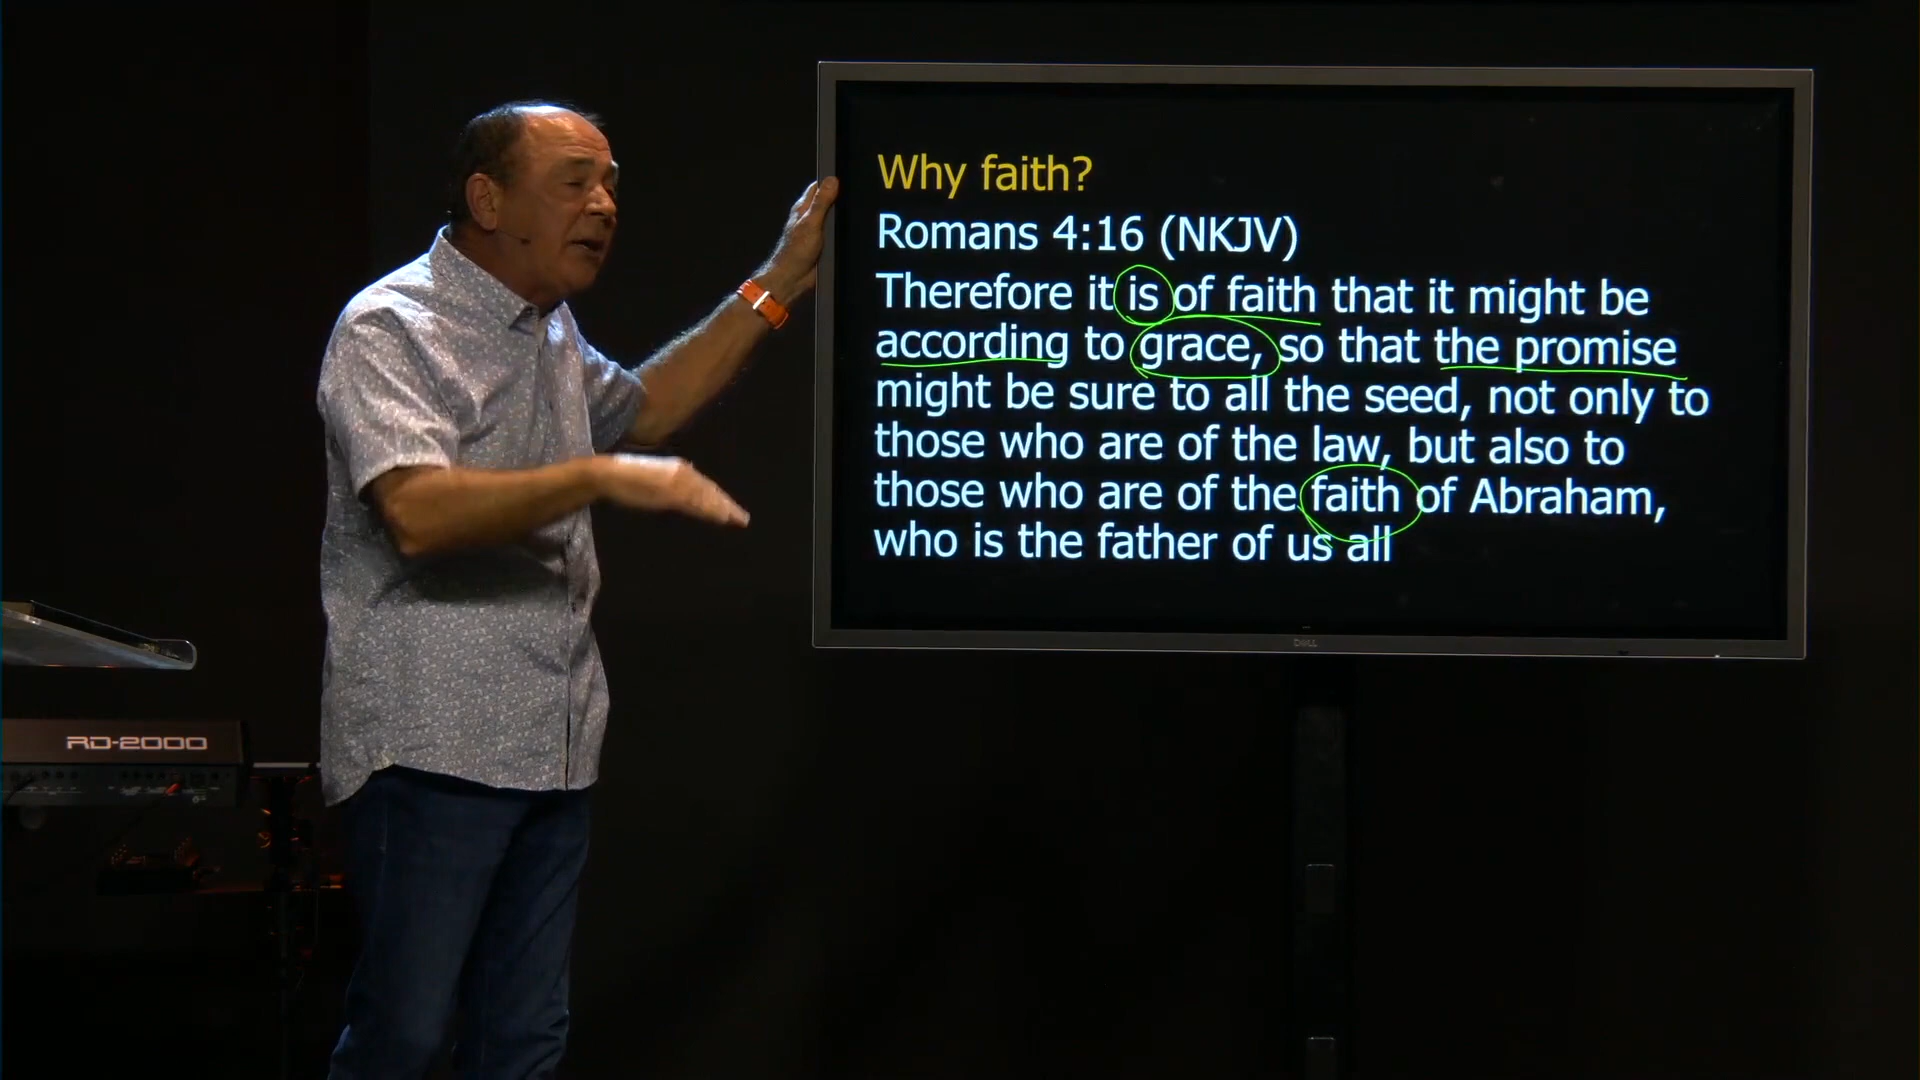 Why faith?
Romans 4:16 (NKJV)
Therefore it is of faith that it might be
according to grace, so that the promise
might be sure to all the seed, not only to
those who are of the law, but also to
those who are of the faith of Abraham,
who is the father of us all
DELL
RD-2000